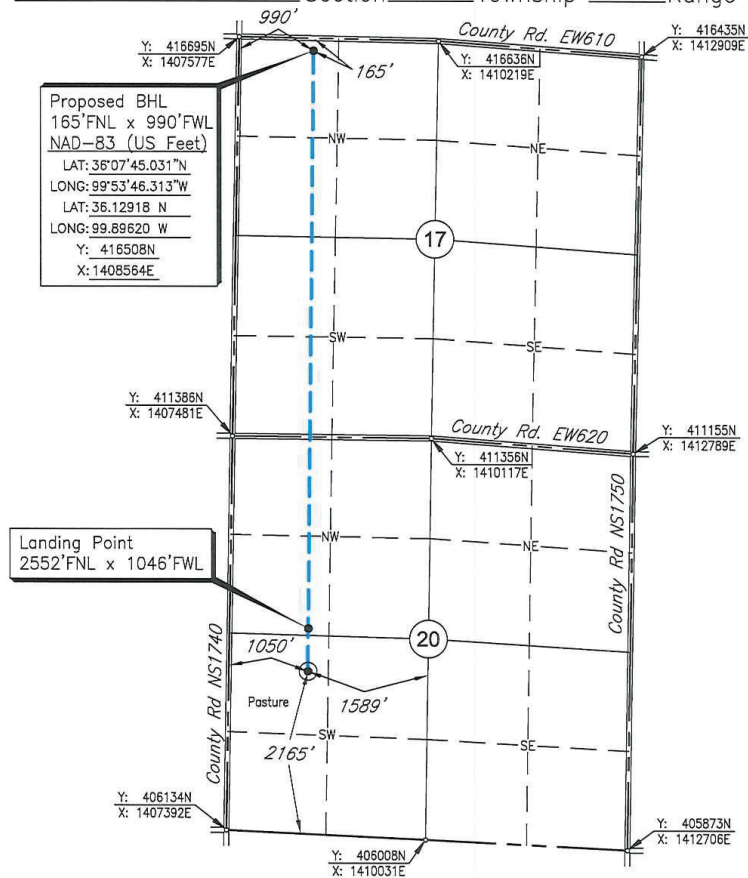 Section Township Range
990'
County Rd. EW610
Y: 416695N
X: 1407577E
Y: 416636N
X: 1410219E
Y: 416435N
X: 1412909E
165'
Proposed BHL
165'FNL x 990'FWL
NAD-83 (US Feet)
LAT: 36°07'45.031"N
LONG: 99°53'46.313"W
LAT: 36.12918 N
LONG: 99.89620 W
Y: 416508N
X: 1408564E
NW
NE
17
SW
SE
Y: 411386N
X: 1407481E
County Rd. EW620
Y: 411356N
X: 1410117E
Y: 411155N
X: 1412789E
County Rd NS1750
Landing Point
2552'FNL x 1046'FWL
NW
NE
20
1050'
1589'
Pasture
County Rd NS1740
SW
SE
2165'
Y: 406134N
X: 1407392E
Y: 406008N
X: 1410031E
Y: 405873N
X: 1412706E